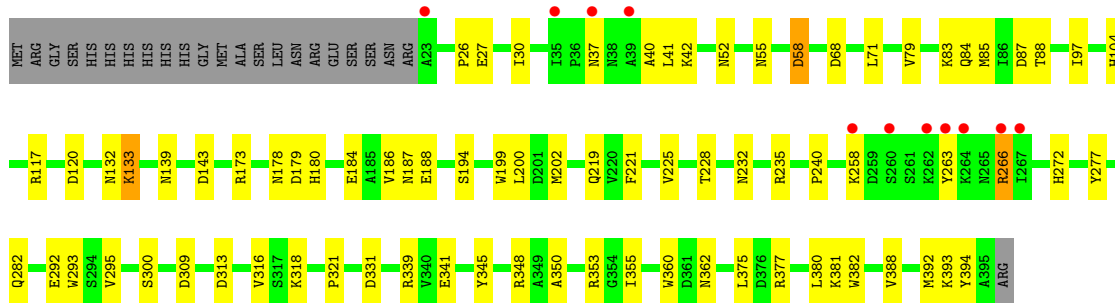 MET ARG GLY SER HIS HIS HIS HIS HIS HIS GLY MET ALA SER LEU ASN ARG GLU SER SER ASN ARG A23 P26 E27 I30 I35 P36 N37 N38 A39 A40 L41 K42 N52 N55 D58 D68 L71 V79 K83 Q84 M85 I86 D87 T88 I97 H104
R117 D120 N132 K133 N139 D143 R173 N178 D179 H180 E184 A185 V186 N187 E188 S194 W199 L200 D201 M202 Q219 V220 F221 V225 T228 N232 R235 P240 K258 D259 S260 S261 K262 Y263 K264 N265 R266 I267 H272 Y277
Q282 E292 W293 S294 V295 S300 D309 D313 V316 S317 K318 P321 D331 R339 V340 E341 Y345 R348 A349 A350 R353 G354 I355 W360 D361 N362 L375 D376 R377 L380 K381 W382 V388 M392 K393 Y394 A395 ARG